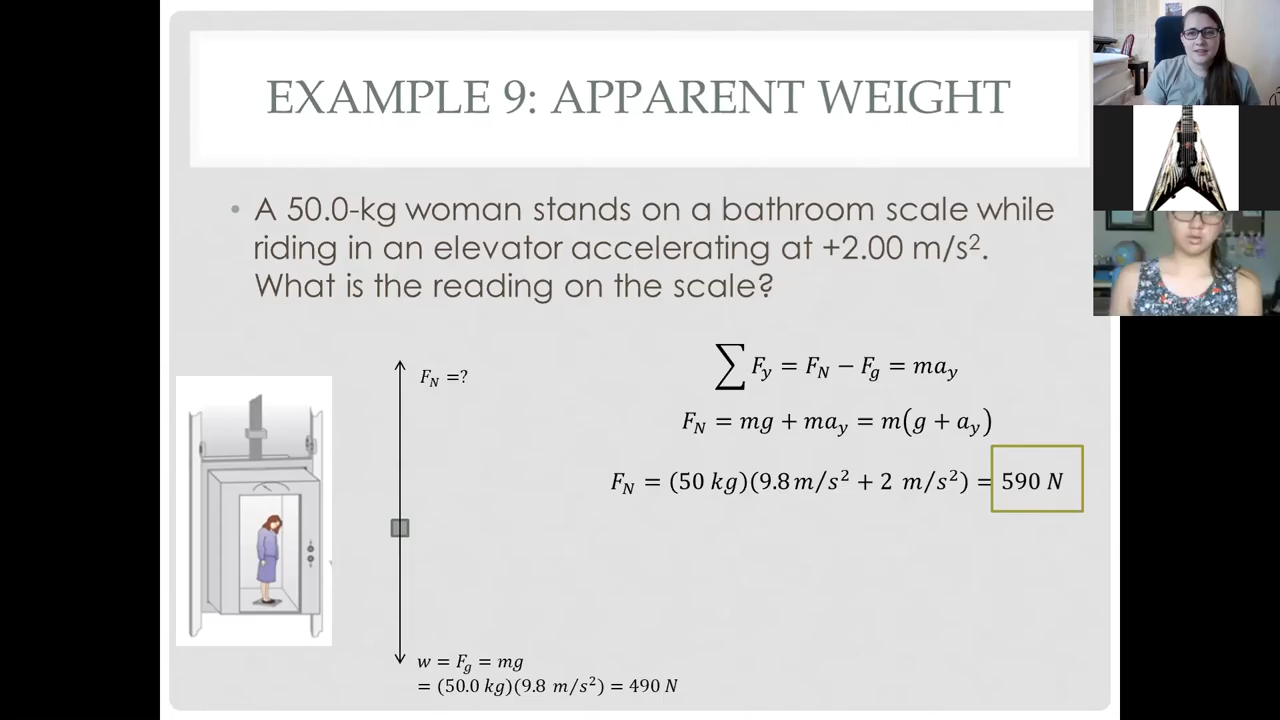 EXAMPLE 9: APPARENT WEIGHT
• A 50.0-kg woman stands on a bathroom scale while
riding in an elevator accelerating at +2.00 m/s².
What is the reading on the scale?
F_N =?
∑ F_y = F_N − F_g = ma_y
F_N = mg + ma_y = m(g + a_y)
F_N = (50 kg)(9.8 m/s² + 2 m/s²) = 590 N
w = F_g = mg
= (50.0 kg)(9.8 m/s²) = 490 N